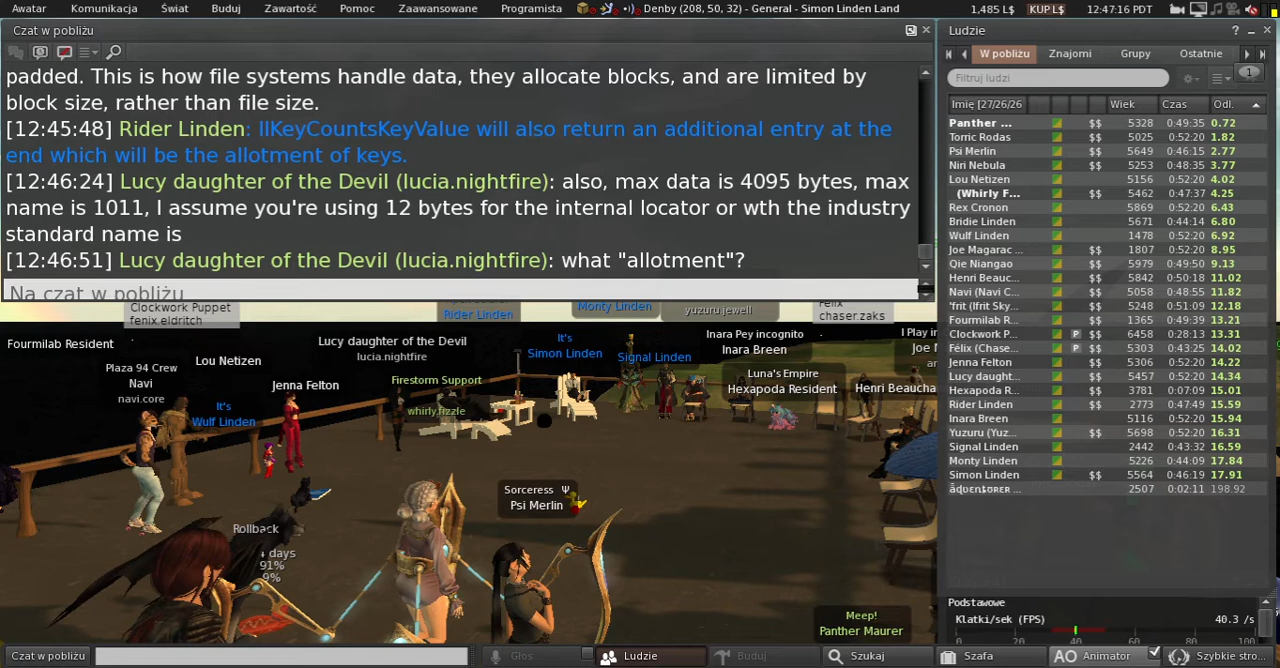 Awatar Komunikacja Świat Buduj Zawartość Pomoc Zaawansowane Programista Denby (208, 50, 32) - General - Simon Linden Land 1,485 L$ KUP L$ 12:47:16 PDT
Czat w pobliżu
padded. This is how file systems handle data, they allocate blocks, and are limited by
block size, rather than file size.
[12:45:48] Rider Linden: llKeyCountsKeyValue will also return an additional entry at the
end which will be the allotment of keys.
[12:46:24] Lucy daughter of the Devil (lucia.nightfire): also, max data is 4095 bytes, max
name is 1011, I assume you're using 12 bytes for the internal locator or wth the industry
standard name is
[12:46:51] Lucy daughter of the Devil (lucia.nightfire): what "allotment"?
Na czat w pobliżu
Clockwork Puppet
fenix.eldritch
Rider Linden
Monty Linden
yuzuru.jewell
Felix
chaser.zaks
Fourmilab Resident
Plaza 94 Crew
Navi
navi.core
Lou Netizen
It's
Wulf Linden
Jenna Felton
Lucy daughter of the Devil
lucia.nightfire
Firestorm Support
whirly.fizzle
It's
Simon Linden
Signal Linden
Inara Pey incognito
Inara Breen
Luna's Empire
Hexapoda Resident
I Play in
Joe
Henri Beaucha
Sorceress Ψ
Psi Merlin
Rollback
days
91%
9%
Meep!
Panther Maurer
Ludzie
W pobliżu Znajomi Grupy Ostatnie
Filtruj ludzi 1
Imię [27/26/26 Wiek Czas Odl.
Panther ... $$ 5328 0:49:35 0.72
Torric Rodas $$ 5025 0:52:20 1.82
Psi Merlin $$ 5649 0:46:15 2.77
Niri Nebula $$ 5253 0:48:35 3.77
Lou Netizen 5156 0:52:20 4.02
(Whirly F... $$ 5462 0:47:37 4.25
Rex Cronon 5869 0:52:20 6.43
Bridie Linden 5671 0:44:14 6.80
Wulf Linden 1478 0:52:20 6.92
Joe Magarac ... $$ 1807 0:52:20 8.95
Qie Niangao $$ 5979 0:50:50 9.13
Henri Beauc... $$ 5842 0:50:18 11.02
Navi (Navi C... $$ 5058 0:48:55 11.82
'frit (Ifrit Sky... $$ 5248 0:51:09 12.18
Fourmilab R... $$ 1365 0:49:39 13.21
Clockwork P... P 6458 0:28:13 13.31
Félix (Chase... P $$ 5303 0:43:25 14.02
Jenna Felton $$ 5306 0:52:20 14.22
Lucy daught... $$ 5457 0:52:20 14.34
Hexapoda R... $$ 3781 0:07:09 15.01
Rider Linden $$ 2773 0:47:49 15.59
Inara Breen 5116 0:52:20 15.94
Yuzuru (Yuz... $$ 5698 0:52:20 16.31
Signal Linden 2442 0:43:32 16.59
Monty Linden 5226 0:44:09 17.84
Simon Linden $$ 5564 0:46:19 17.91
2507 0:02:11 198.92
Podstawowe
Klatki/sek (FPS) 40.3 /s
0 20 40 60 80 100
Czat w pobliżu Głos Ludzie Buduj Szukaj Szafa AO Animator Szybkie stro...